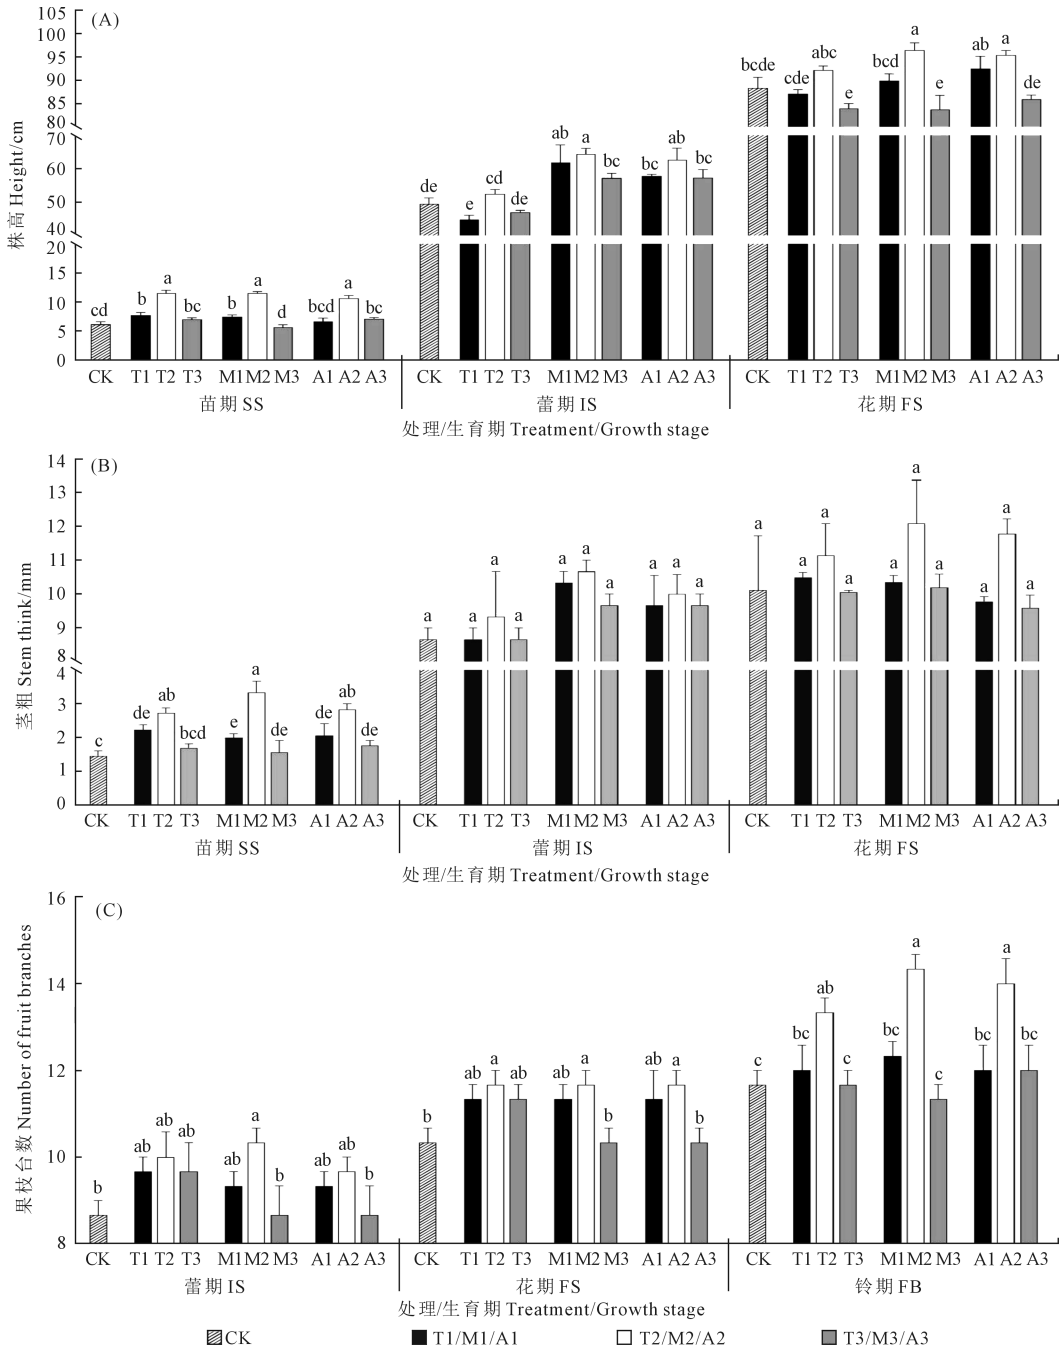 (A)
株高 Height/cm
105
100
95
90
85
80
70
60
50
40
20
15
10
5
0
cd b a bc b a d bcd a bc
de e cd de ab a bc bc ab bc
bcde cde abc e bcd a e ab a de
CK T1 T2 T3 M1 M2 M3 A1 A2 A3 CK T1 T2 T3 M1 M2 M3 A1 A2 A3 CK T1 T2 T3 M1 M2 M3 A1 A2 A3
苗期 SS 蕾期 IS 花期 FS
处理/生育期 Treatment/Growth stage
(B)
茎粗 Stem think/mm
14
13
12
11
10
9
8
4
3
2
1
0
c de ab bcd e a de de ab de
a a a a a a a a a a
a a a a a a a a a a
CK T1 T2 T3 M1 M2 M3 A1 A2 A3 CK T1 T2 T3 M1 M2 M3 A1 A2 A3 CK T1 T2 T3 M1 M2 M3 A1 A2 A3
苗期 SS 蕾期 IS 花期 FS
处理/生育期 Treatment/Growth stage
(C)
果枝台数 Number of fruit branches
16
14
12
10
8
b ab ab ab ab a b ab ab b
b ab a ab ab a b ab a b
c bc ab c bc a c bc a bc
CK T1 T2 T3 M1 M2 M3 A1 A2 A3 CK T1 T2 T3 M1 M2 M3 A1 A2 A3 CK T1 T2 T3 M1 M2 M3 A1 A2 A3
蕾期 IS 花期 FS 铃期 FB
处理/生育期 Treatment/Growth stage
CK T1/M1/A1 T2/M2/A2 T3/M3/A3